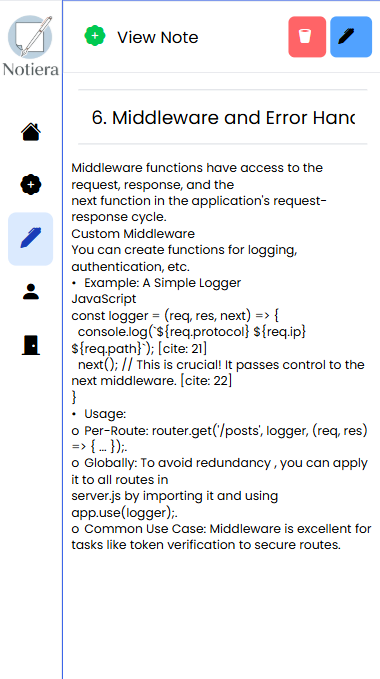 Notiera
View Note
6. Middleware and Error Hanc
Middleware functions have access to the
request, response, and the
next function in the application's request-
response cycle.
Custom Middleware
You can create functions for logging,
authentication, etc.
• Example: A Simple Logger
JavaScript
const logger = (req, res, next) => {
console.log(`${req.protocol} ${req.ip}
${req.path}`); [cite: 21]
next(); // This is crucial! It passes control to the
next middleware. [cite: 22]
}
• Usage:
o Per-Route: router.get('/posts', logger, (req, res)
=> { ... });.
o Globally: To avoid redundancy , you can apply
it to all routes in
server.js by importing it and using
app.use(logger);.
o Common Use Case: Middleware is excellent for
tasks like token verification to secure routes.